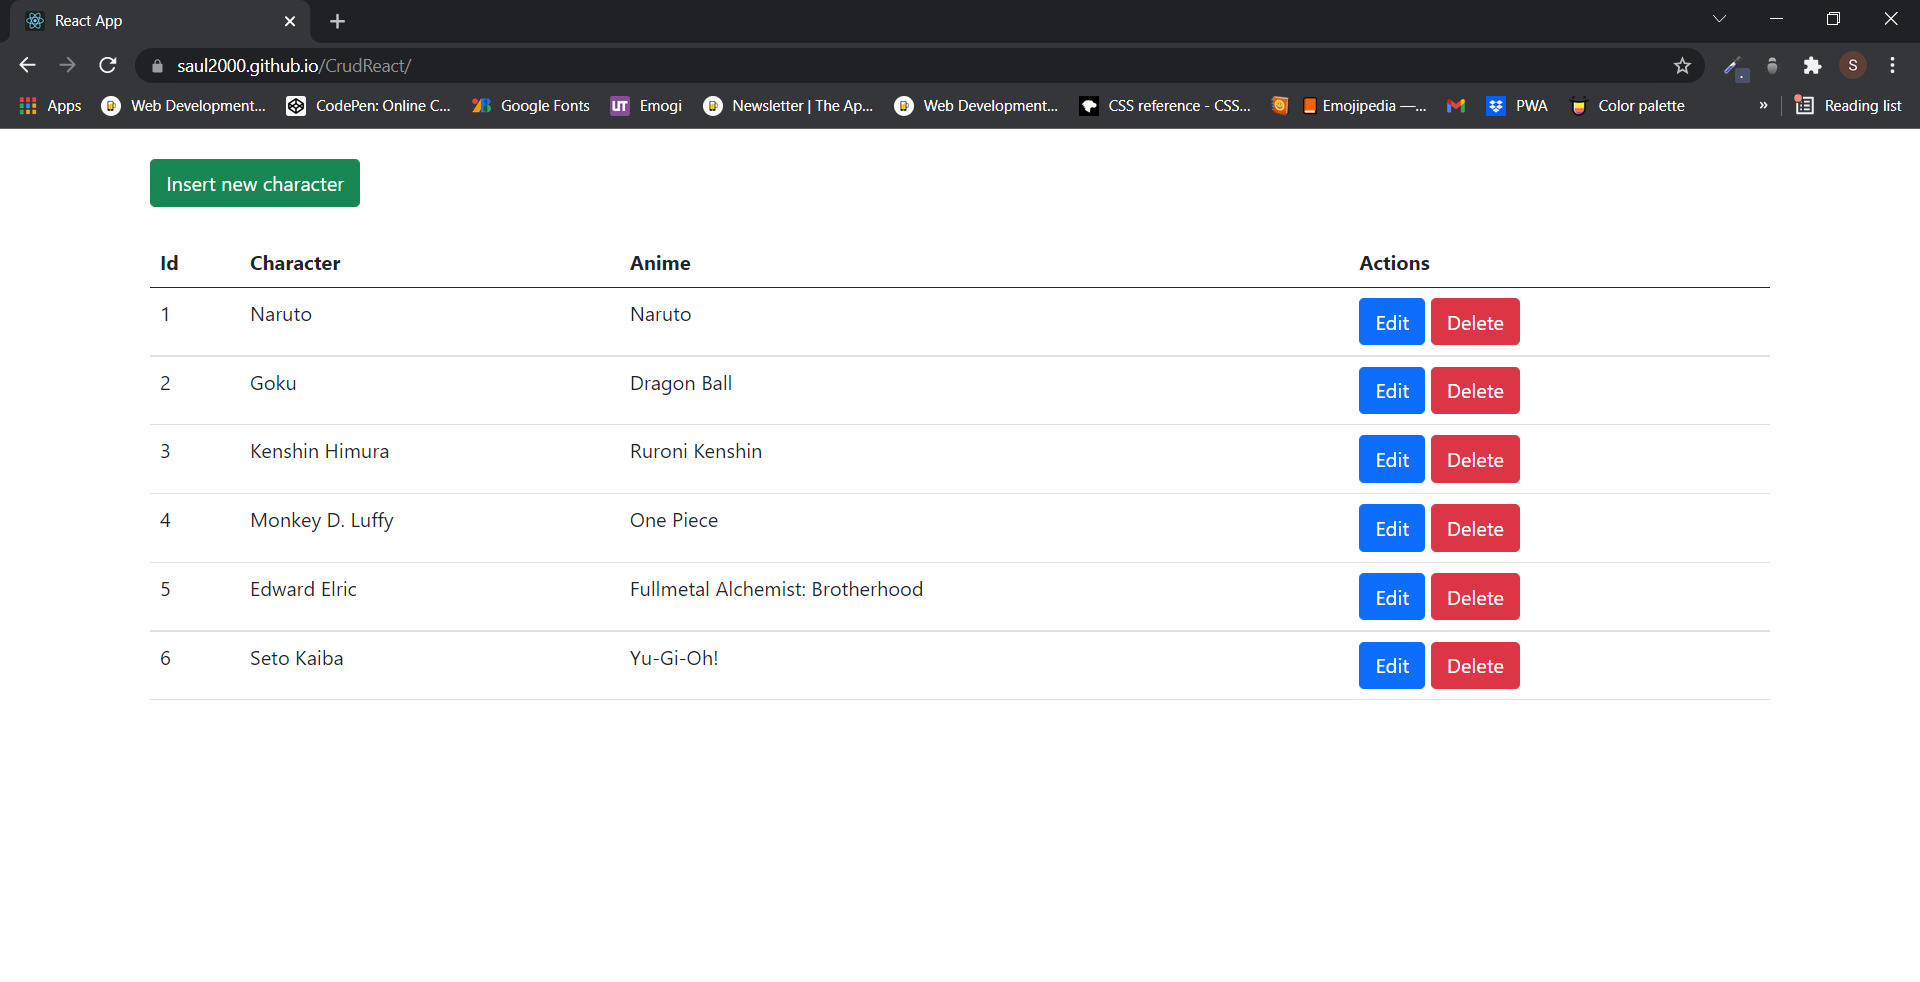 React App
saul2000.github.io/CrudReact/
S
Apps Web Development... CodePen: Online C... Google Fonts UT Emogi Newsletter | The Ap... Web Development... CSS reference - CSS... Emojipedia —... PWA Color palette » Reading list
Insert new character
Id Character Anime Actions
1 Naruto Naruto Edit Delete
2 Goku Dragon Ball Edit Delete
3 Kenshin Himura Ruroni Kenshin Edit Delete
4 Monkey D. Luffy One Piece Edit Delete
5 Edward Elric Fullmetal Alchemist: Brotherhood Edit Delete
6 Seto Kaiba Yu-Gi-Oh! Edit Delete